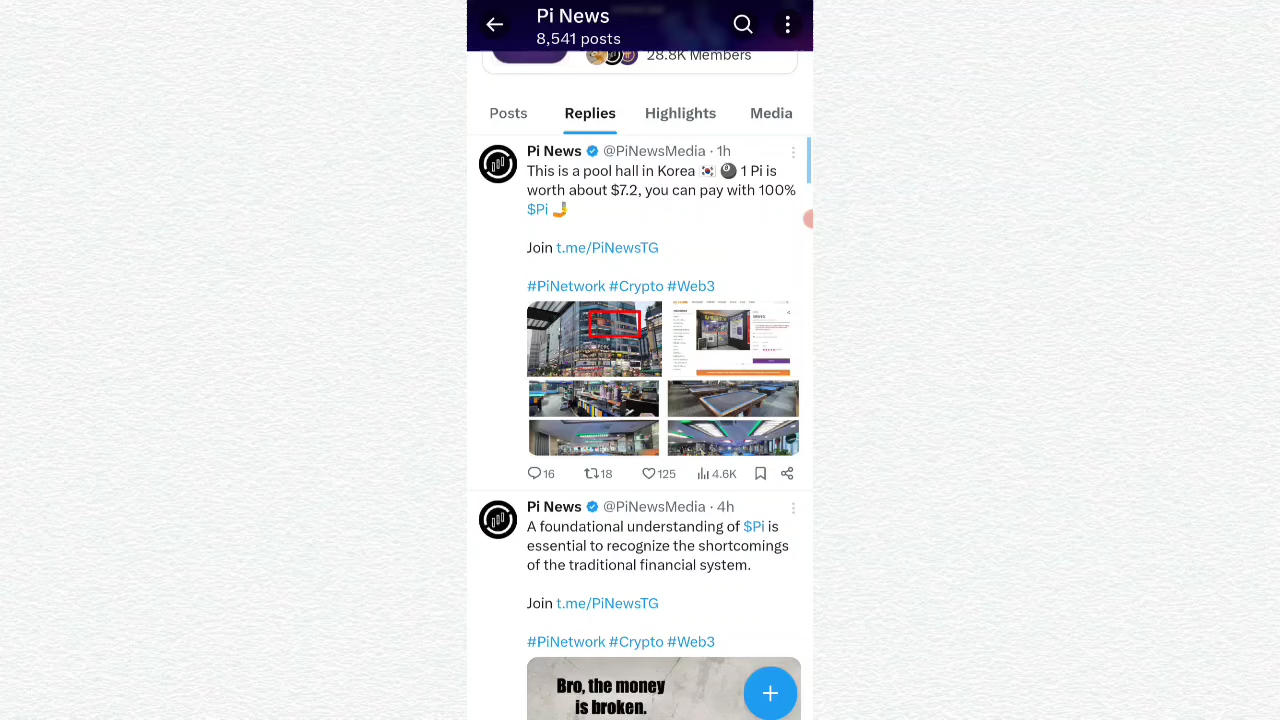 Pi News
8,541 posts
28.8K Members
Posts Replies Highlights Media
Pi News @PiNewsMedia · 1h
This is a pool hall in Korea 🇰🇷 🎱 1 Pi is
worth about $7.2, you can pay with 100%
$Pi 🤳
Join t.me/PiNewsTG
#PiNetwork #Crypto #Web3
16 18 125 4.6K
Pi News @PiNewsMedia · 4h
A foundational understanding of $Pi is
essential to recognize the shortcomings
of the traditional financial system.
Join t.me/PiNewsTG
#PiNetwork #Crypto #Web3
Bro, the money
is broken.